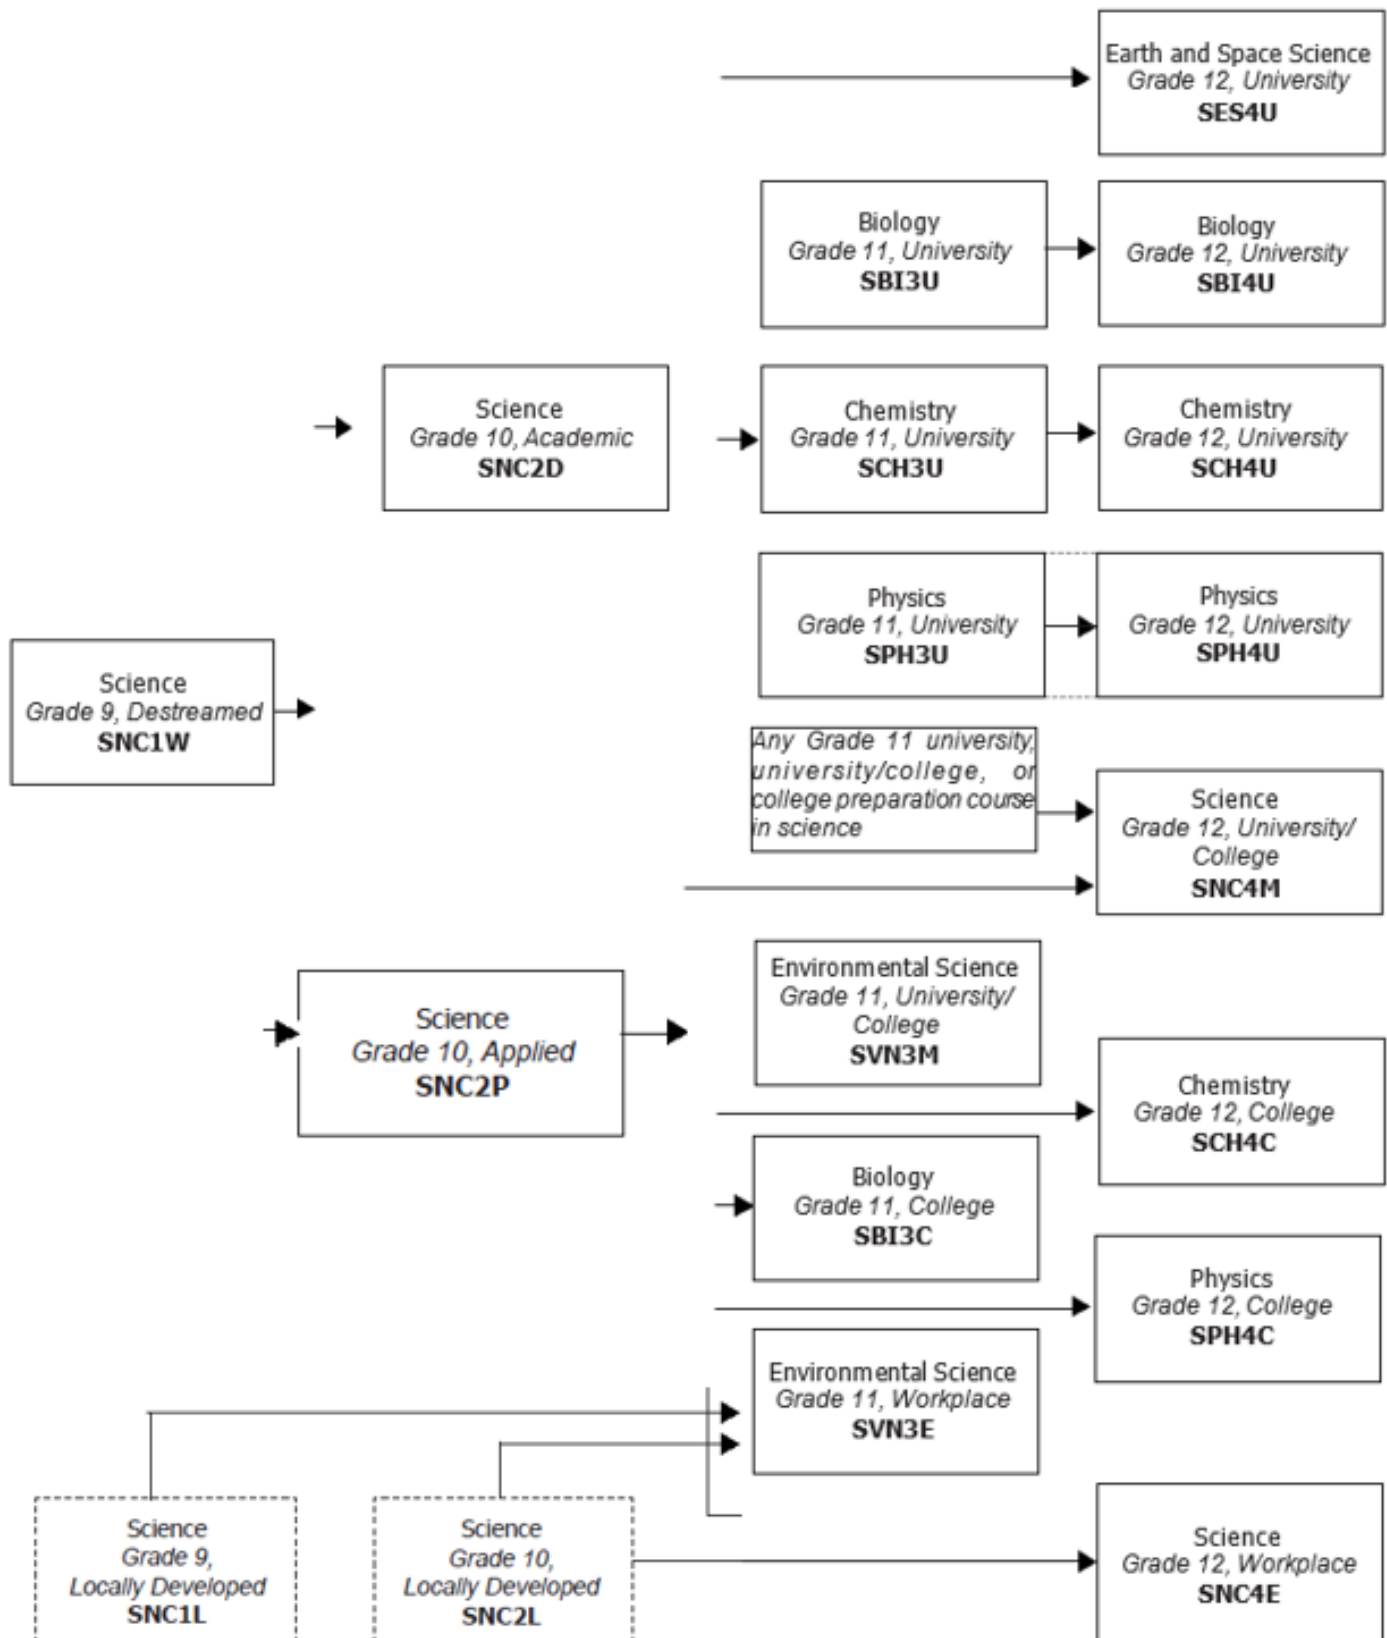 Earth and Space Science
Grade 12, University
SES4U
Biology
Grade 11, University
SBI3U
Biology
Grade 12, University
SBI4U
Science
Grade 10, Academic
SNC2D
Chemistry
Grade 11, University
SCH3U
Chemistry
Grade 12, University
SCH4U
Physics
Grade 11, University
SPH3U
Physics
Grade 12, University
SPH4U
Science
Grade 9, Destreamed
SNC1W
Any Grade 11 university,
university/college, or
college preparation course
in science
Science
Grade 12, University/
College
SNC4M
Science
Grade 10, Applied
SNC2P
Environmental Science
Grade 11, University/
College
SVN3M
Chemistry
Grade 12, College
SCH4C
Biology
Grade 11, College
SBI3C
Physics
Grade 12, College
SPH4C
Environmental Science
Grade 11, Workplace
SVN3E
Science
Grade 9,
Locally Developed
SNC1L
Science
Grade 10,
Locally Developed
SNC2L
Science
Grade 12, Workplace
SNC4E